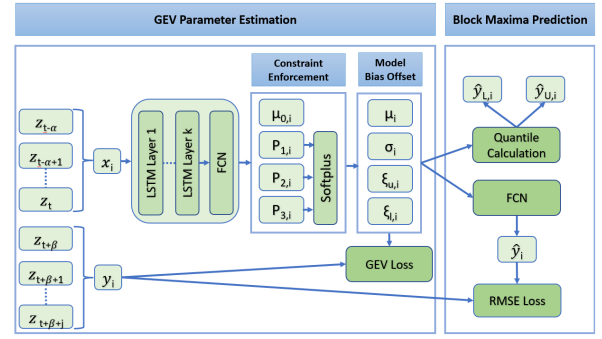 GEV Parameter Estimation
Block Maxima Prediction
Constraint
Enforcement
Model
Bias Offset
z_{t-α}
z_{t-α+1}
z_t
x_i
LSTM Layer 1
LSTM Layer k
FCN
μ_{0,i}
P_{1,i}
P_{2,i}
P_{3,i}
Softplus
μ_i
σ_i
ξ_{u,i}
ξ_{l,i}
ŷ_{L,i}
ŷ_{U,i}
Quantile
Calculation
FCN
ŷ_i
z_{t+β}
z_{t+β+1}
z_{t+β+j}
y_i
GEV Loss
RMSE Loss